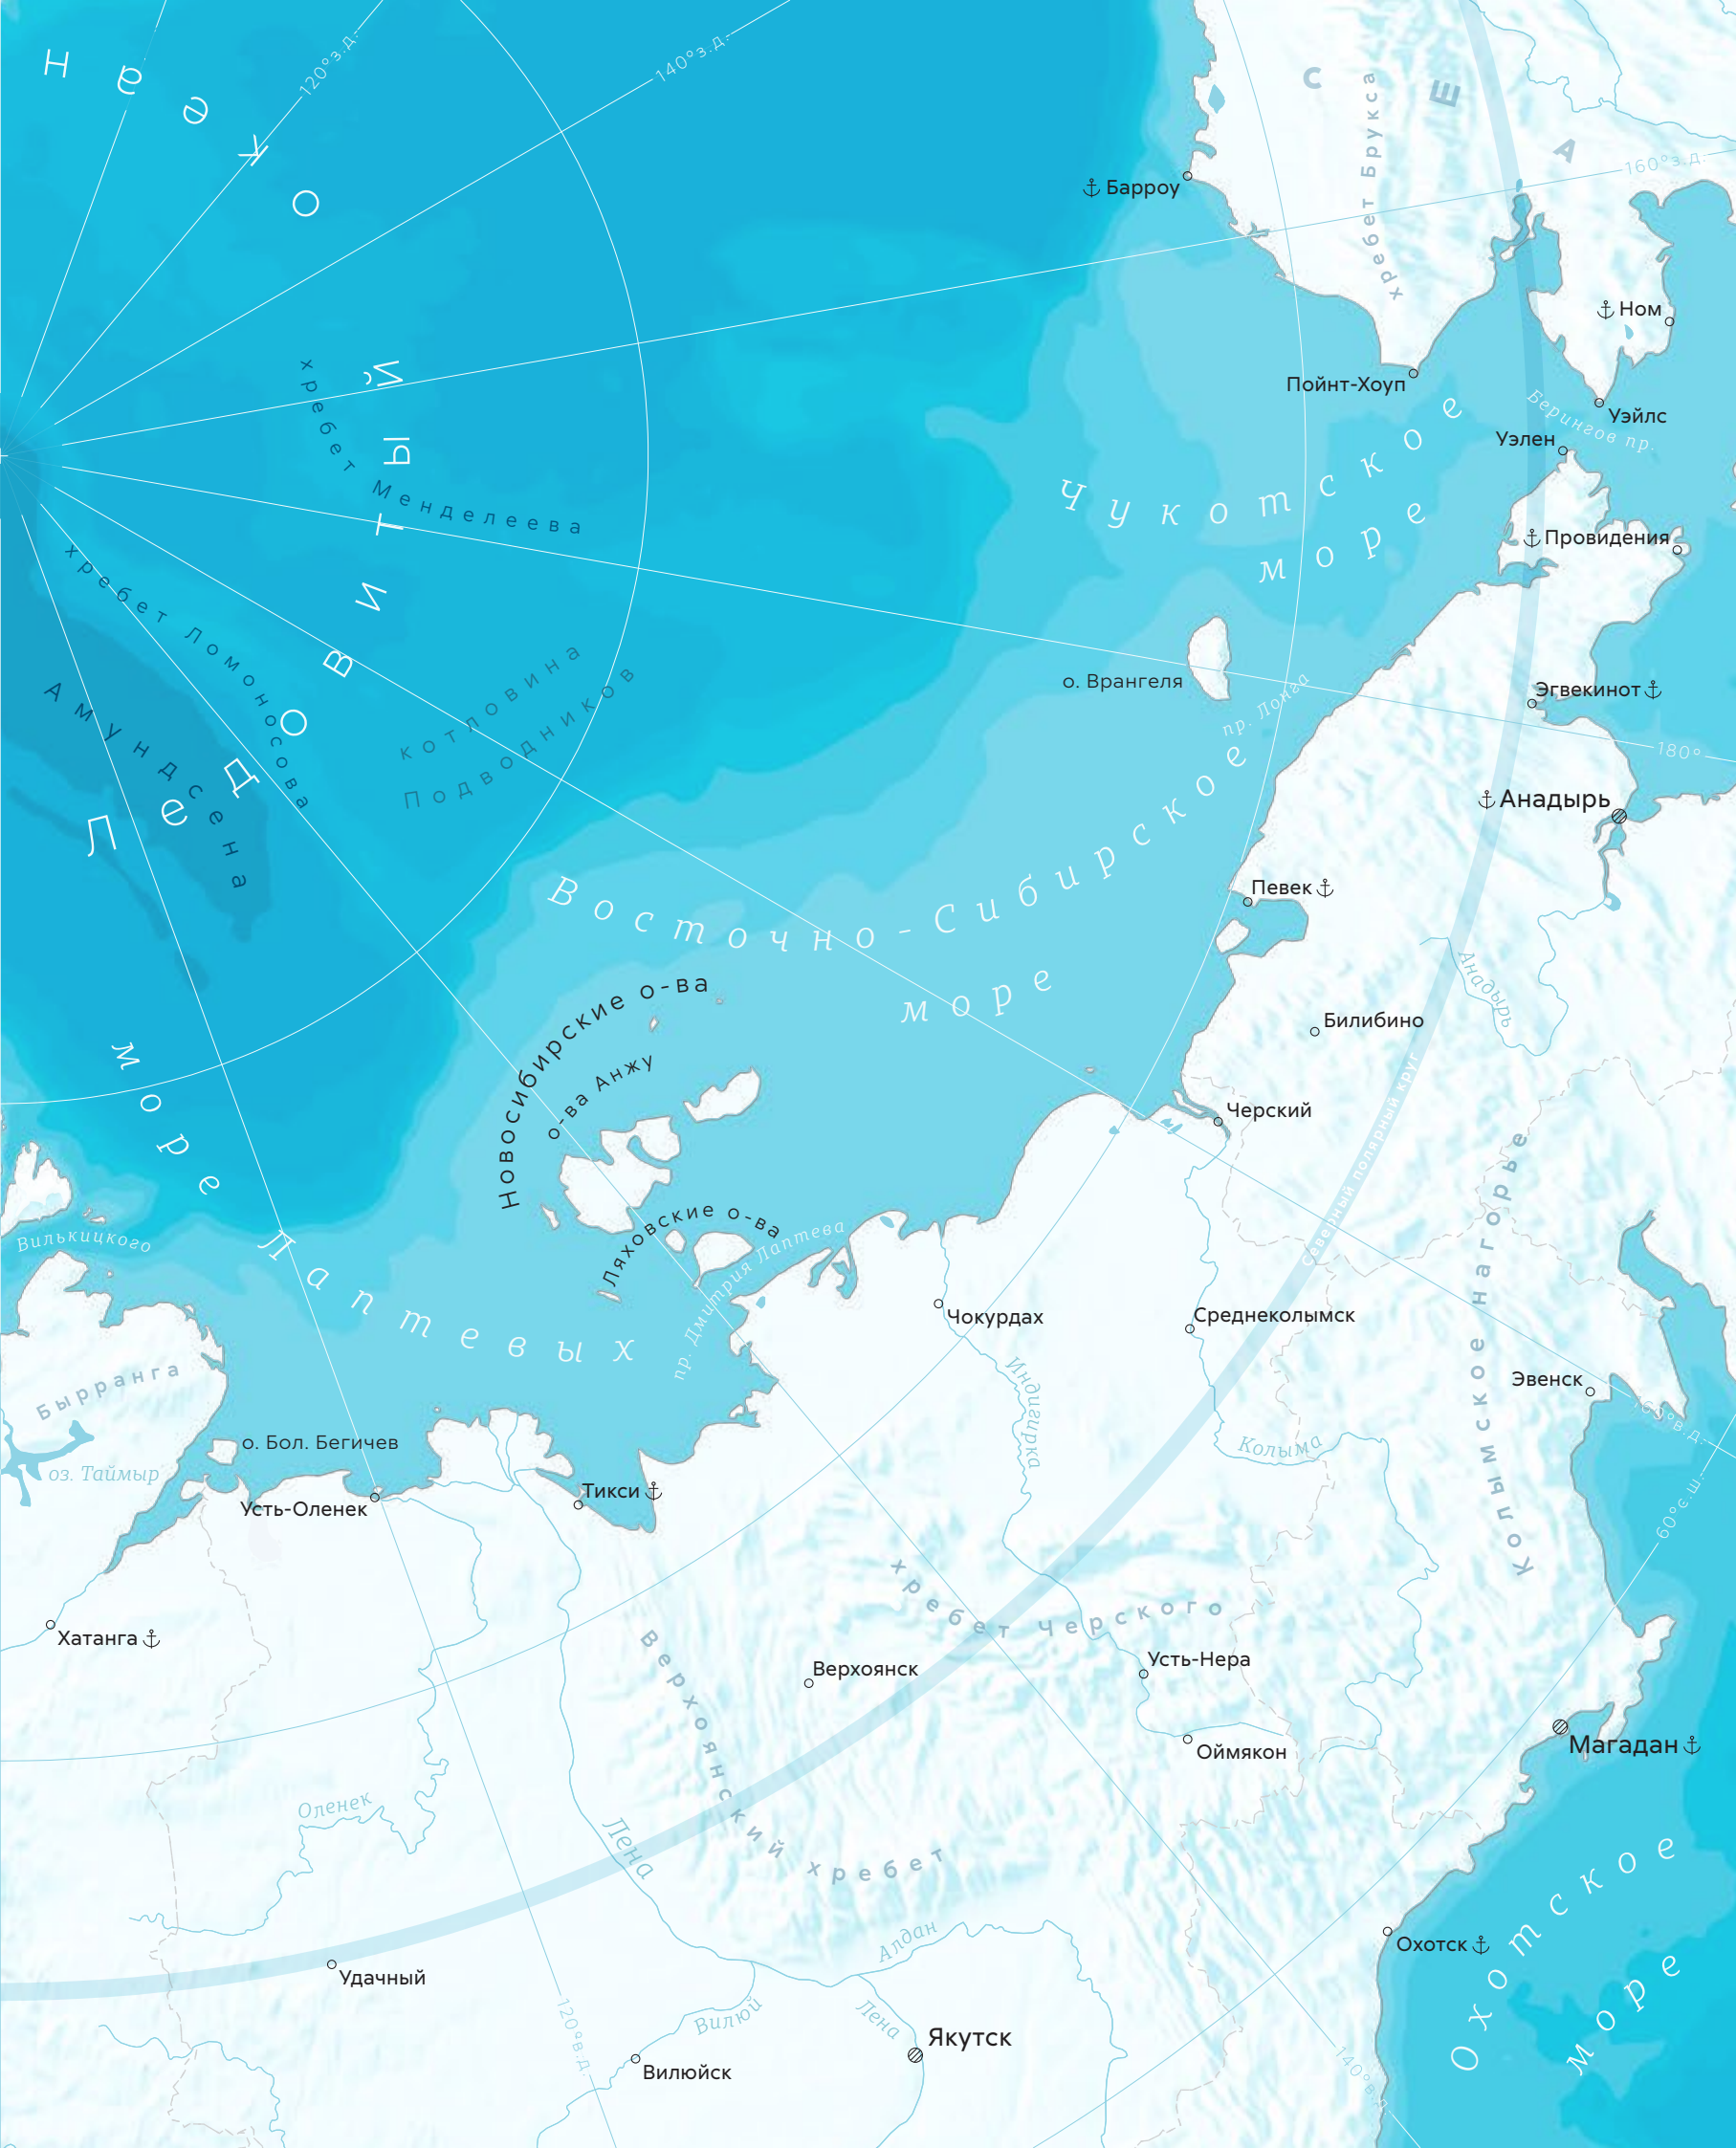 Ледовитый океан
120°з.д.
140°з.д.
160°з.д.
США
хребет Брукса
Барроу
Ном
Пойнт-Хоуп
Уэйлс
Берингов пр.
Уэлен
Провидения
хребет Менделеева
Чукотское
море
хребет Ломоносова
Амундсена
котловина
Подводников
о. Врангеля
пр. Лонга
Эгвекинот
180°
Анадырь
Певек
Восточно-Сибирское
море
Анадырь
Билибино
Новосибирские о-ва
о-ва Анжу
Черский
Северный полярный круг
Колымское нагорье
море
Лаптевых
Вилькицкого
Ляховские о-ва
пр. Дмитрия Лаптева
Чокурдах
Среднеколымск
Индигирка
Эвенск
160°в.д.
Бырранга
оз. Таймыр
о. Бол. Бегичев
Колыма
Усть-Оленек
Тикси
60°с.ш.
Хатанга
хребет Черского
Верхоянск
Усть-Нера
Верхоянский хребет
Оймякон
Магадан
Оленек
Лена
Охотское
море
Алдан
Охотск
Удачный
120°в.д.
Вилюй
Лена
Якутск
Вилюйск
140°в.д.